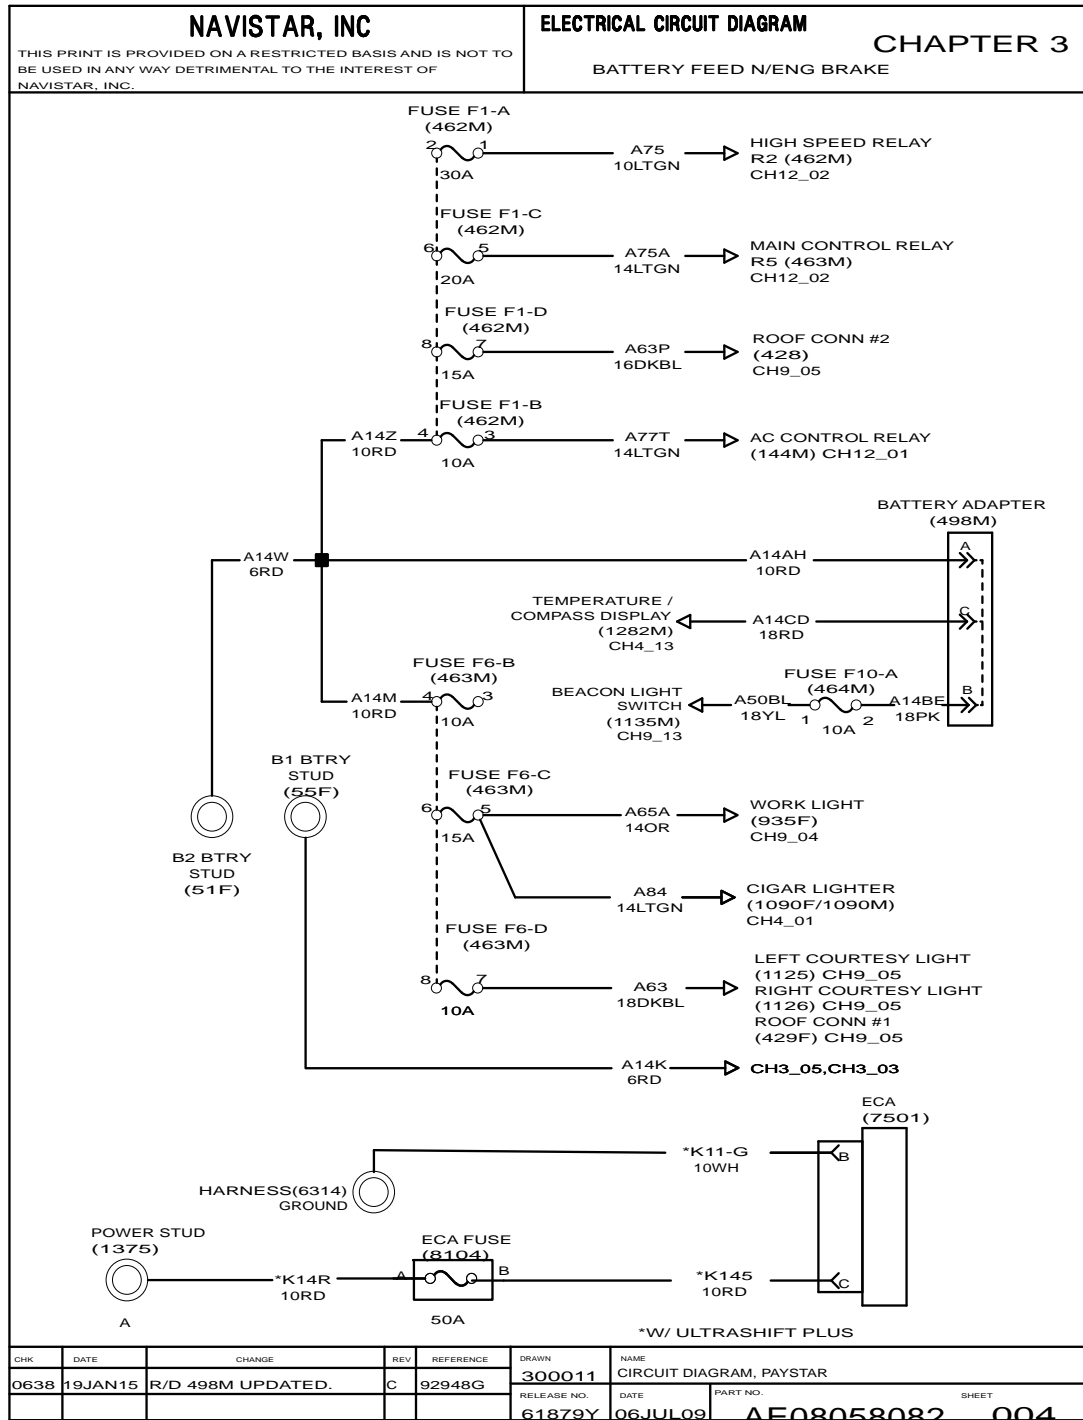 NAVISTAR, INC
THIS PRINT IS PROVIDED ON A RESTRICTED BASIS AND IS NOT TO
BE USED IN ANY WAY DETRIMENTAL TO THE INTEREST OF
NAVISTAR, INC.
ELECTRICAL CIRCUIT DIAGRAM
CHAPTER 3
BATTERY FEED N/ENG BRAKE
FUSE F1-A
(462M)
2 1
30A
A75
10LTGN
HIGH SPEED RELAY
R2 (462M)
CH12_02
FUSE F1-C
(462M)
6 5
20A
A75A
14LTGN
MAIN CONTROL RELAY
R5 (463M)
CH12_02
FUSE F1-D
(462M)
8 7
15A
A63P
16DKBL
ROOF CONN #2
(428)
CH9_05
FUSE F1-B
(462M)
A14Z
10RD
4 3
10A
A77T
14LTGN
AC CONTROL RELAY
(144M) CH12_01
BATTERY ADAPTER
(498M)
A14W
6RD
A14AH
10RD
A
TEMPERATURE /
COMPASS DISPLAY
(1282M)
CH4_13
A14CD
18RD
C
FUSE F6-B
(463M)
A14M
10RD
4 3
10A
BEACON LIGHT
SWITCH
(1135M)
CH9_13
A50BL
18YL
FUSE F10-A
(464M)
1 2
10A
A14BE
18PK
B
B1 BTRY
STUD
(55F)
B2 BTRY
STUD
(51F)
FUSE F6-C
(463M)
6 5
15A
A65A
14OR
WORK LIGHT
(935F)
CH9_04
A84
14LTGN
CIGAR LIGHTER
(1090F/1090M)
CH4_01
FUSE F6-D
(463M)
8 7
10A
A63
18DKBL
LEFT COURTESY LIGHT
(1125) CH9_05
RIGHT COURTESY LIGHT
(1126) CH9_05
ROOF CONN #1
(429F) CH9_05
A14K
6RD
CH3_05,CH3_03
ECA
(7501)
*K11-G
10WH
B
HARNESS(6314)
GROUND
POWER STUD
(1375)
A
*K14R
10RD
ECA FUSE
(8104)
A B
50A
*K145
10RD
C
*W/ ULTRASHIFT PLUS
CHK DATE CHANGE REV REFERENCE
0638 19JAN15 R/D 498M UPDATED. C 92948G
DRAWN
300011
NAME
CIRCUIT DIAGRAM, PAYSTAR
RELEASE NO.
61879Y
DATE
06JUL09
PART NO.
AE08058082
SHEET
004